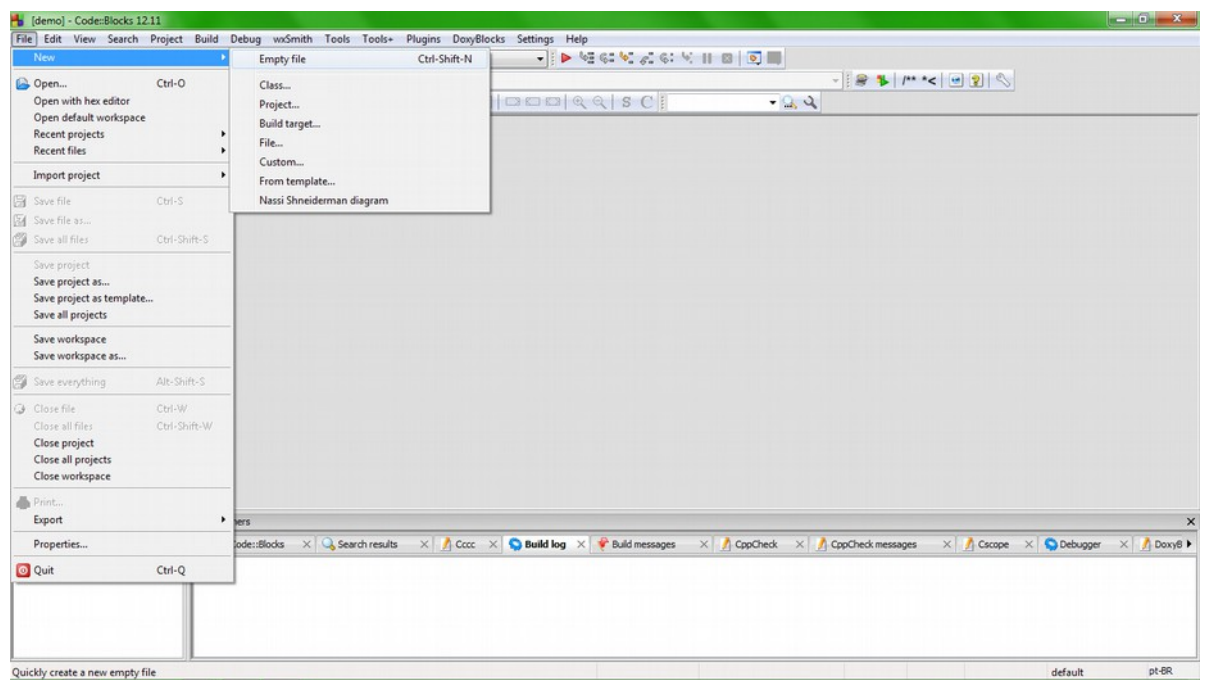 [demo] - Code::Blocks 12.11
File Edit View Search Project Build Debug wxSmith Tools Tools+ Plugins DoxyBlocks Settings Help
New
Empty file Ctrl-Shift-N
Class...
Project...
Build target...
File...
Custom...
From template...
Nassi Shneiderman diagram
Open... Ctrl-O
Open with hex editor
Open default workspace
Recent projects
Recent files
Import project
Save file Ctrl-S
Save file as...
Save all files Ctrl-Shift-S
Save project
Save project as...
Save project as template...
Save all projects
Save workspace
Save workspace as...
Save everything Alt-Shift-S
Close file Ctrl-W
Close all files Ctrl-Shift-W
Close project
Close all projects
Close workspace
Print...
Export
Properties...
Quit Ctrl-Q
/** *<
S C
hers
Code::Blocks Search results Cccc Build log Build messages CppCheck CppCheck messages Cscope Debugger DoxyB
Quickly create a new empty file default pt-BR